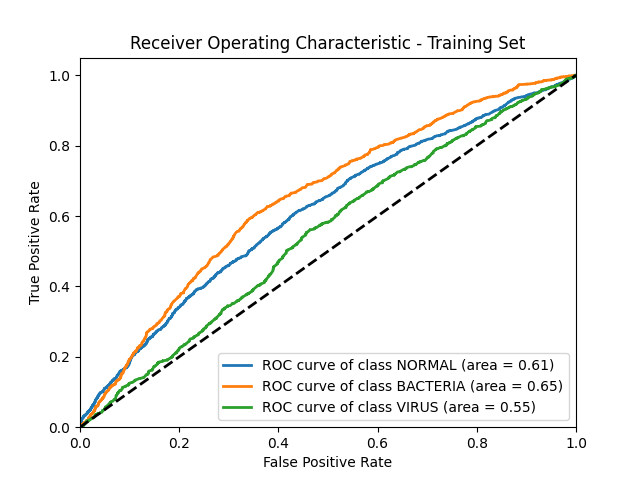 Receiver Operating Characteristic - Training Set
True Positive Rate
1.0
0.8
0.6
0.4
0.2
0.0
ROC curve of class NORMAL (area = 0.61)
ROC curve of class BACTERIA (area = 0.65)
ROC curve of class VIRUS (area = 0.55)
0.0 0.2 0.4 0.6 0.8 1.0
False Positive Rate